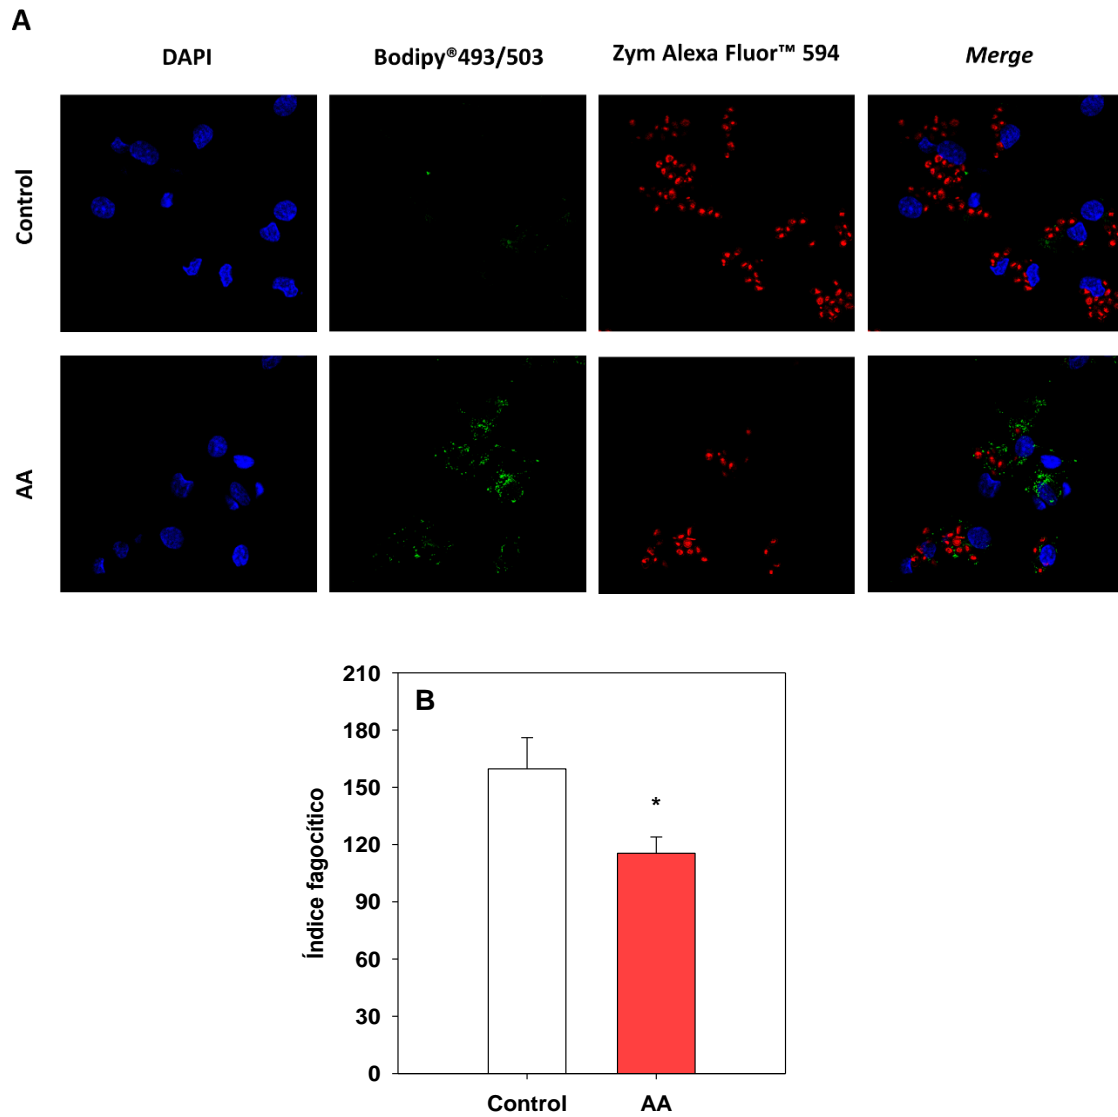 A
DAPI
Bodipy®493/503
Zym Alexa Fluor™ 594
Merge
Control
AA
B
210
180
150
120
90
60
30
0
Índice fagocítico
*
Control
AA